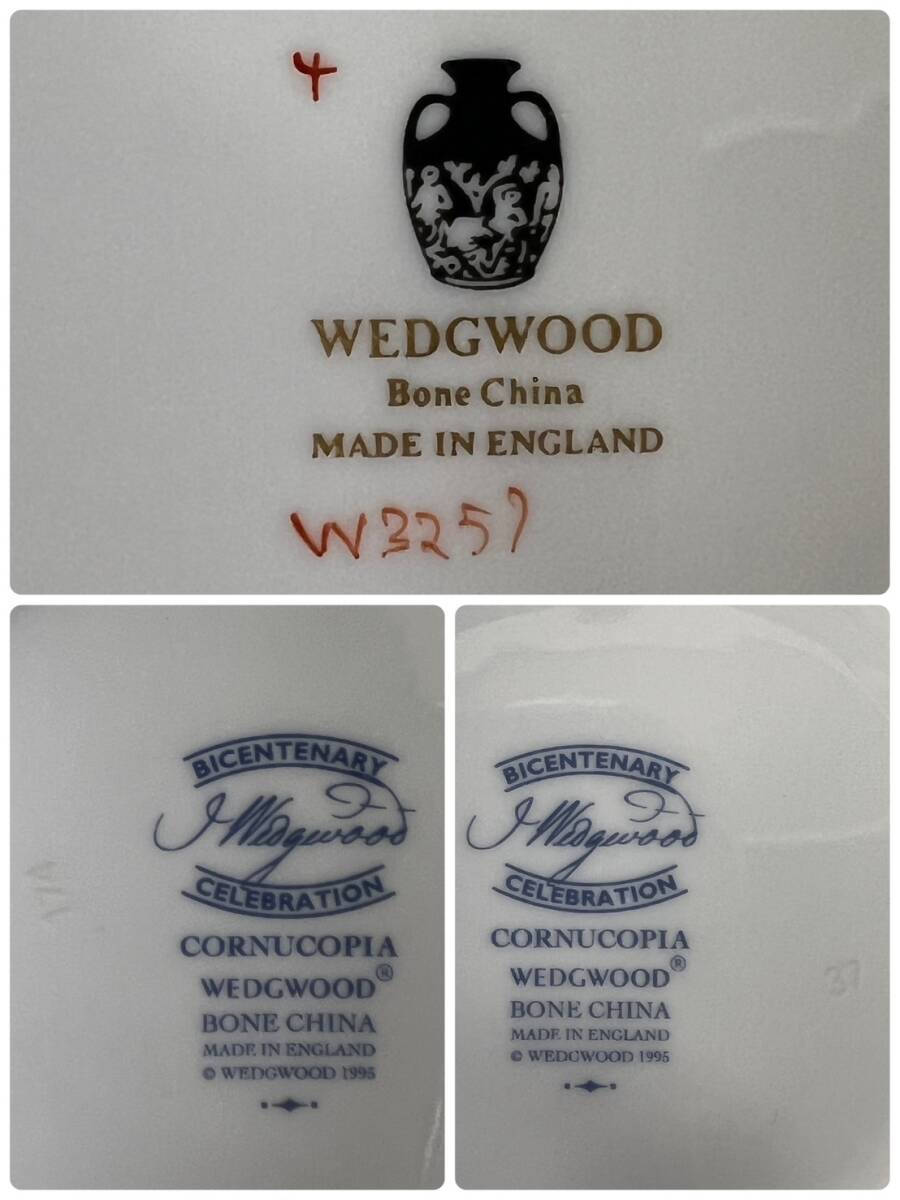 4
WEDGWOOD
Bone China
MADE IN ENGLAND
W3257
BICENTENARY
J Wedgwood
CELEBRATION
CORNUCOPIA
WEDGWOOD®
BONE CHINA
MADE IN ENGLAND
© WEDGWOOD 1995
BICENTENARY
J Wedgwood
CELEBRATION
CORNUCOPIA
WEDGWOOD®
BONE CHINA
MADE IN ENGLAND
© WEDGWOOD 1995
37